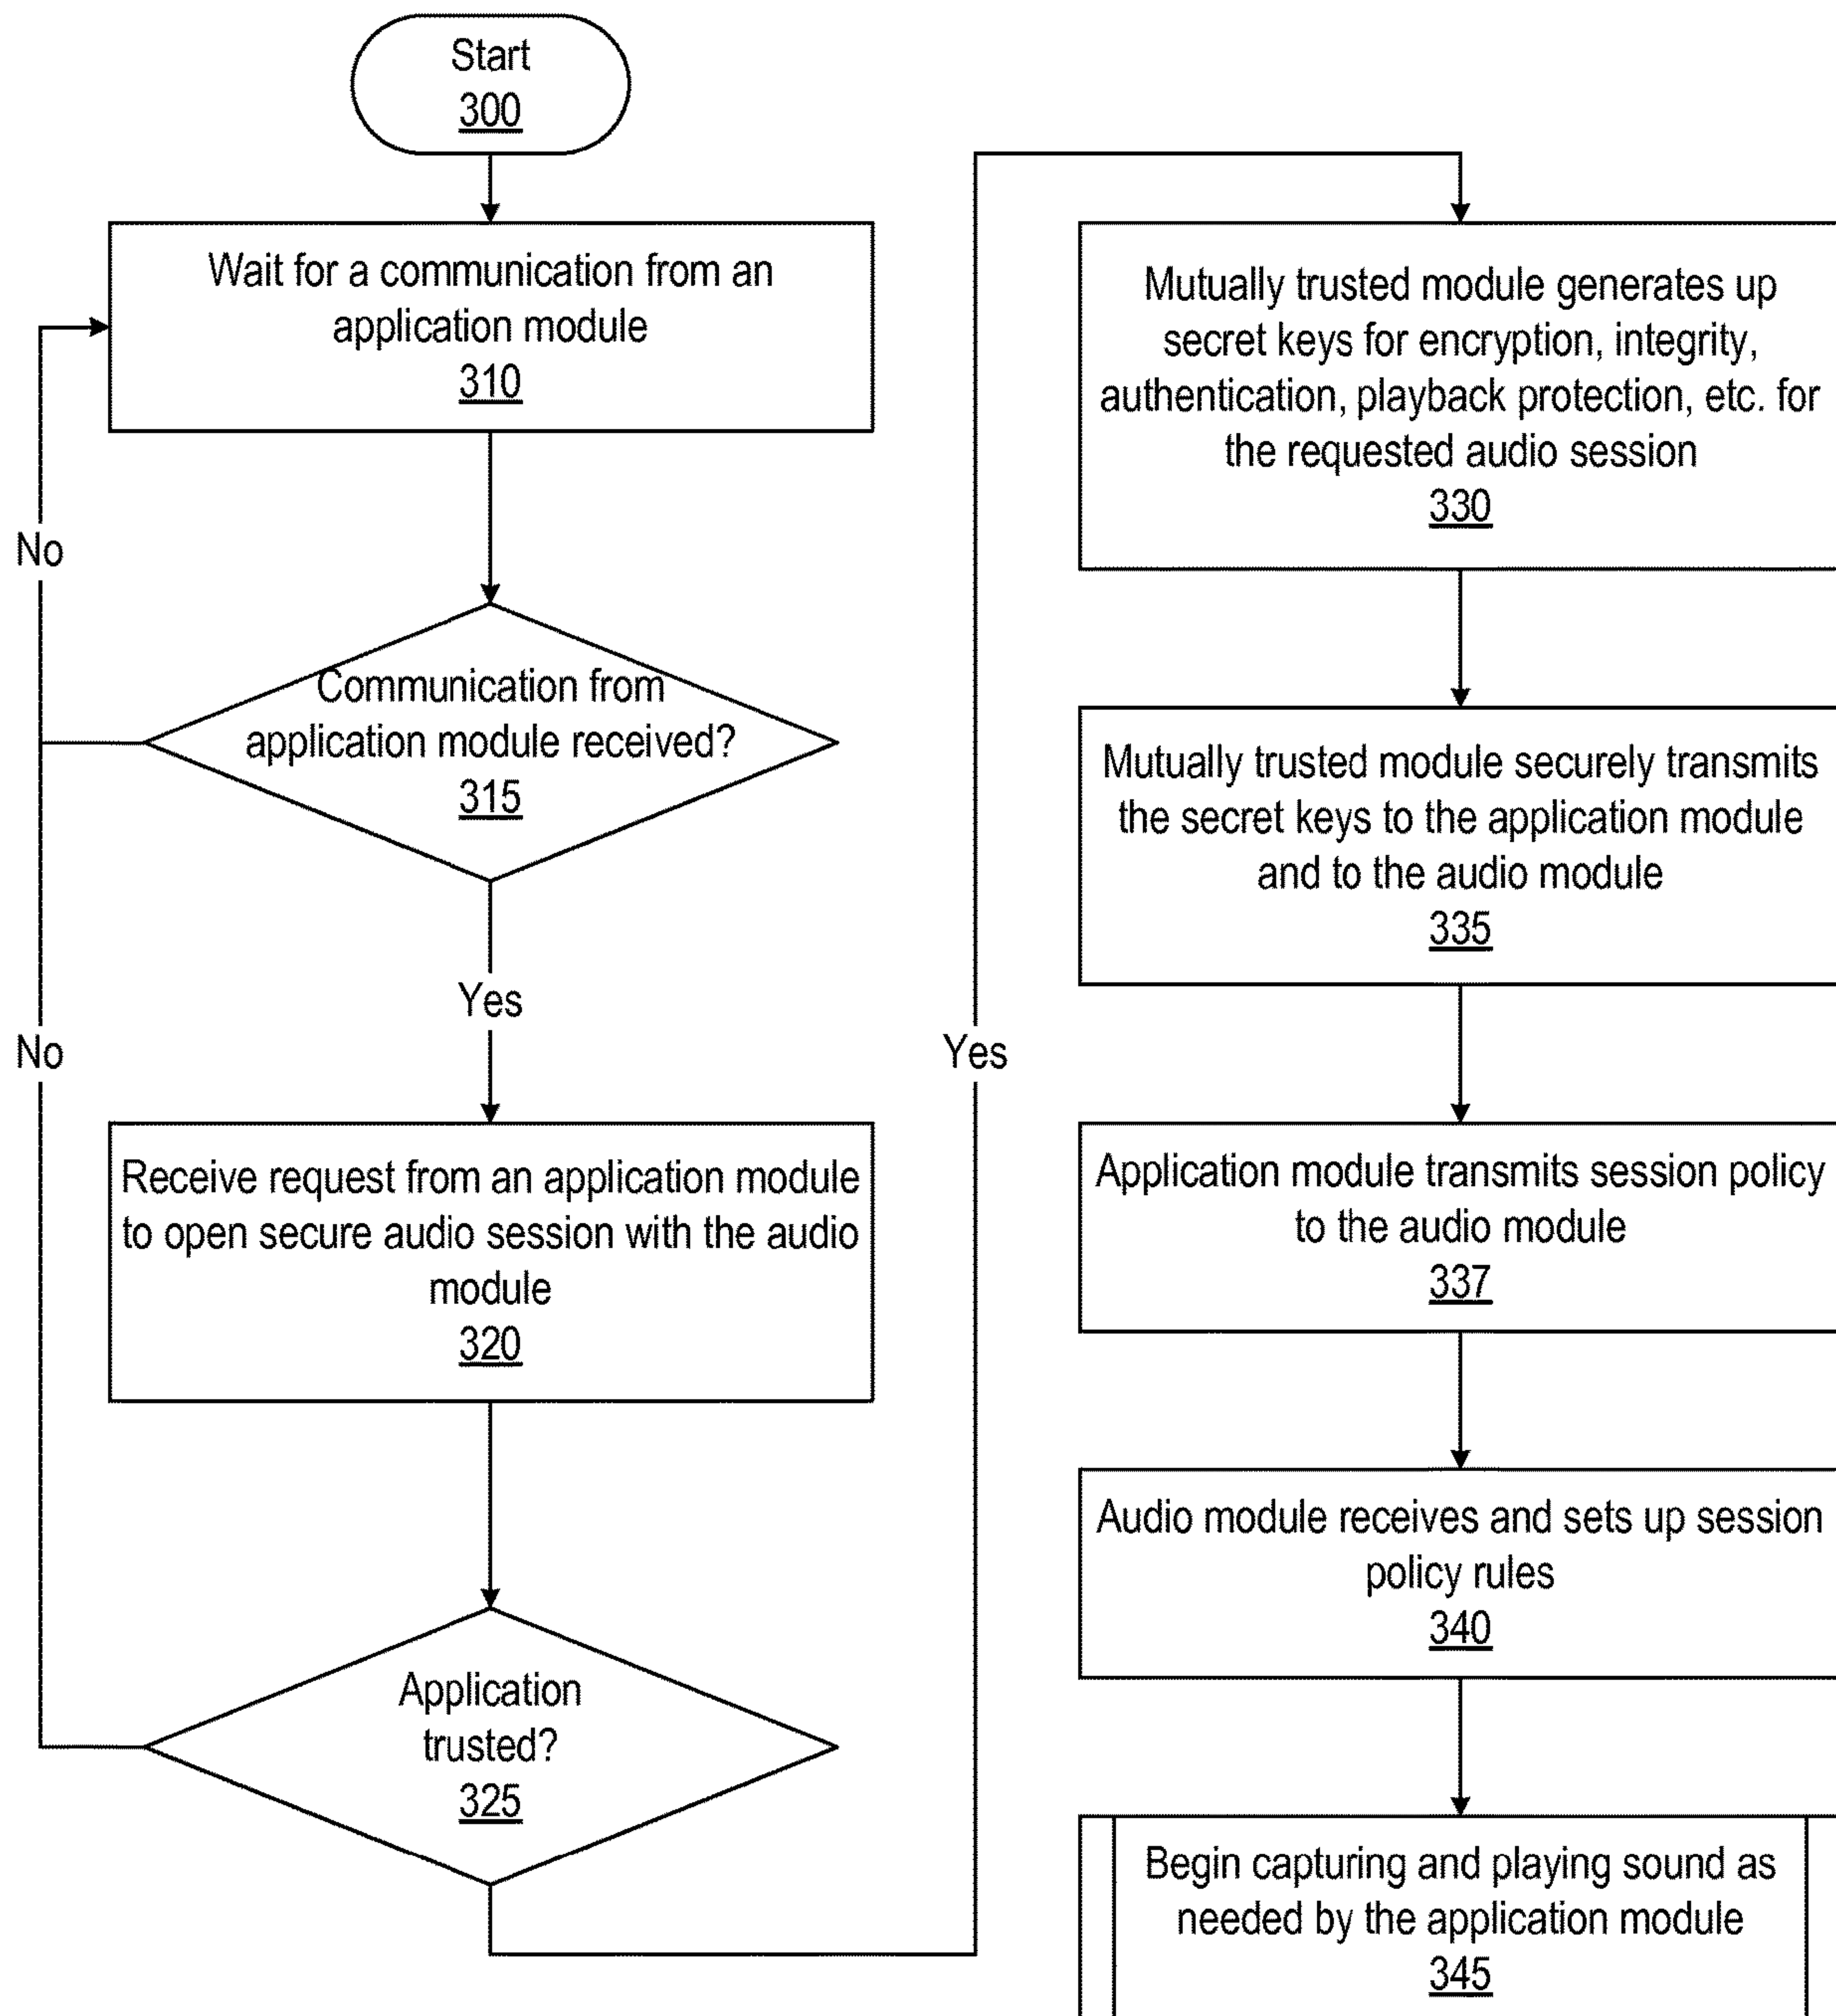 Start
300
Wait for a communication from an
application module
310
No
Communication from
application module received?
315
Yes
No
Receive request from an application module
to open secure audio session with the audio
module
320
Application
trusted?
325
Yes
Mutually trusted module generates up
secret keys for encryption, integrity,
authentication, playback protection, etc. for
the requested audio session
330
Mutually trusted module securely transmits
the secret keys to the application module
and to the audio module
335
Application module transmits session policy
to the audio module
337
Audio module receives and sets up session
policy rules
340
Begin capturing and playing sound as
needed by the application module
345